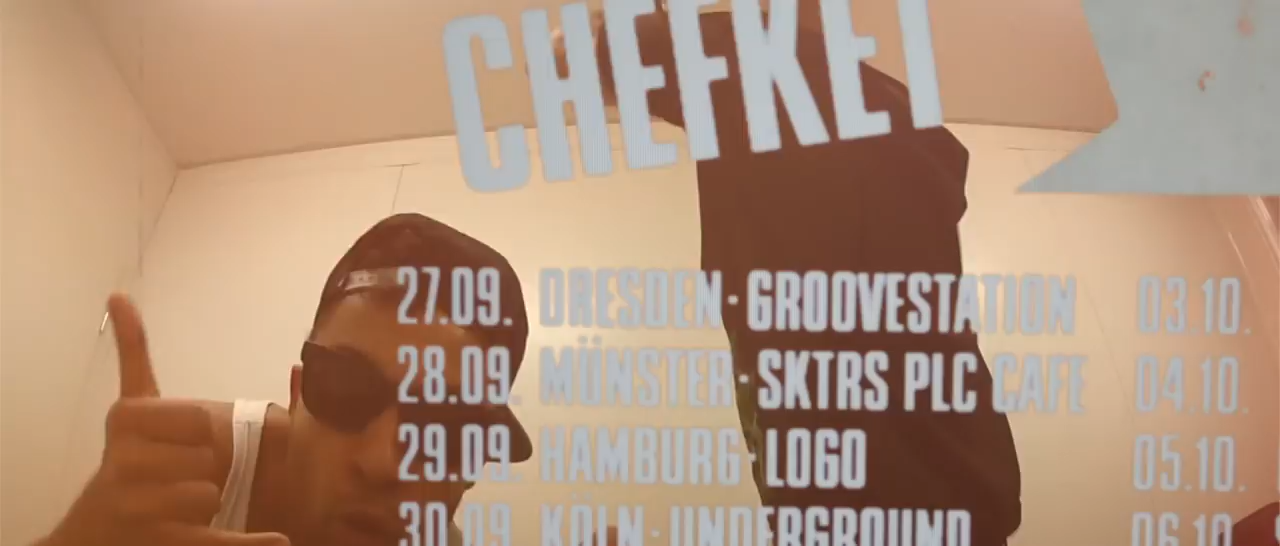 CHEFKET
27.09. DRESDEN · GROOVESTATION 03.10.
28.09. MÜNSTER · SKTRS PLC CAFE 04.10.
29.09. HAMBURG · LOGO 05.10.
30.09. KÖLN · UNDERGROUND 06.10.